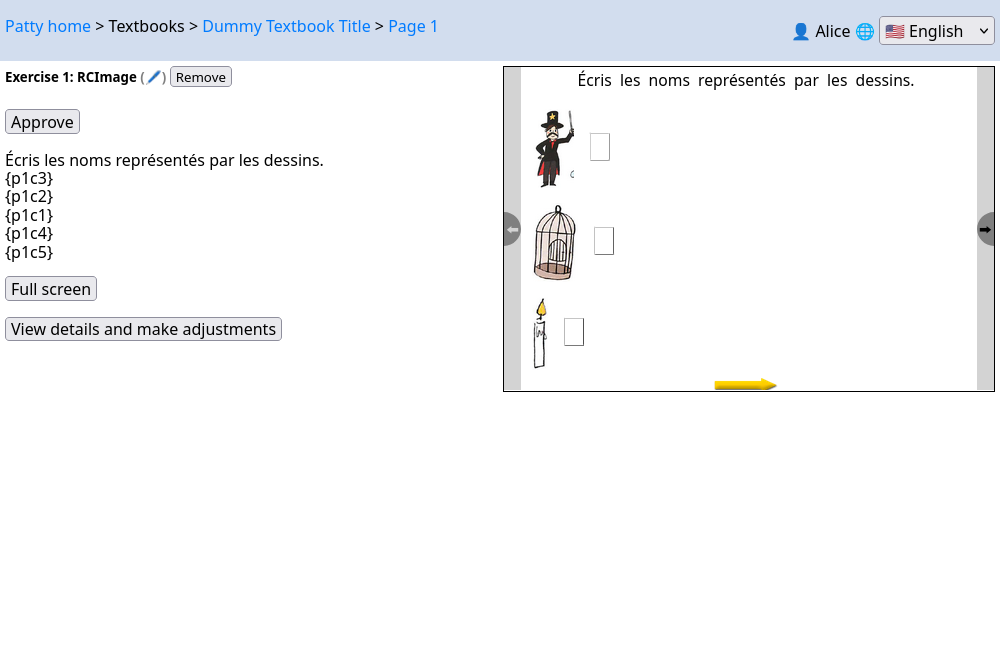 Patty home > Textbooks > Dummy Textbook Title > Page 1
👤 Alice 🌐 🇺🇸 English
Exercise 1: RCImage (🖊️) Remove
Approve
Écris les noms représentés par les dessins.
{p1c3}
{p1c2}
{p1c1}
{p1c4}
{p1c5}
Full screen
View details and make adjustments
Écris les noms représentés par les dessins.